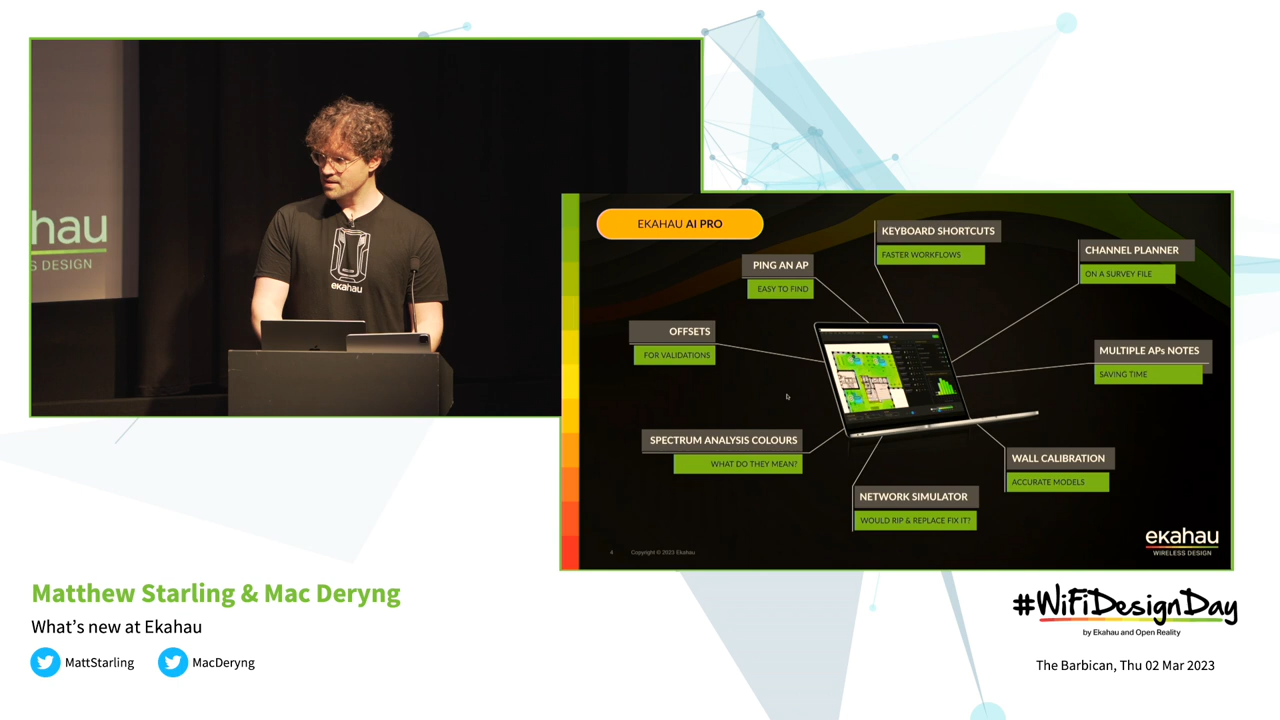 hau
S DESIGN
ekahau
EKAHAU AI PRO
KEYBOARD SHORTCUTS
FASTER WORKFLOWS
CHANNEL PLANNER
ON A SURVEY FILE
PING AN AP
EASY TO FIND
OFFSETS
FOR VALIDATIONS
MULTIPLE APs NOTES
SAVING TIME
SPECTRUM ANALYSIS COLOURS
WHAT DO THEY MEAN?
WALL CALIBRATION
ACCURATE MODELS
NETWORK SIMULATOR
WOULD RIP & REPLACE FIX IT?
ekahau
WIRELESS DESIGN
4 Copyright © 2023 Ekahau
Matthew Starling & Mac Deryng
What's new at Ekahau
MattStarling MacDeryng
#WiFiDesignDay
by Ekahau and Open Reality
The Barbican, Thu 02 Mar 2023